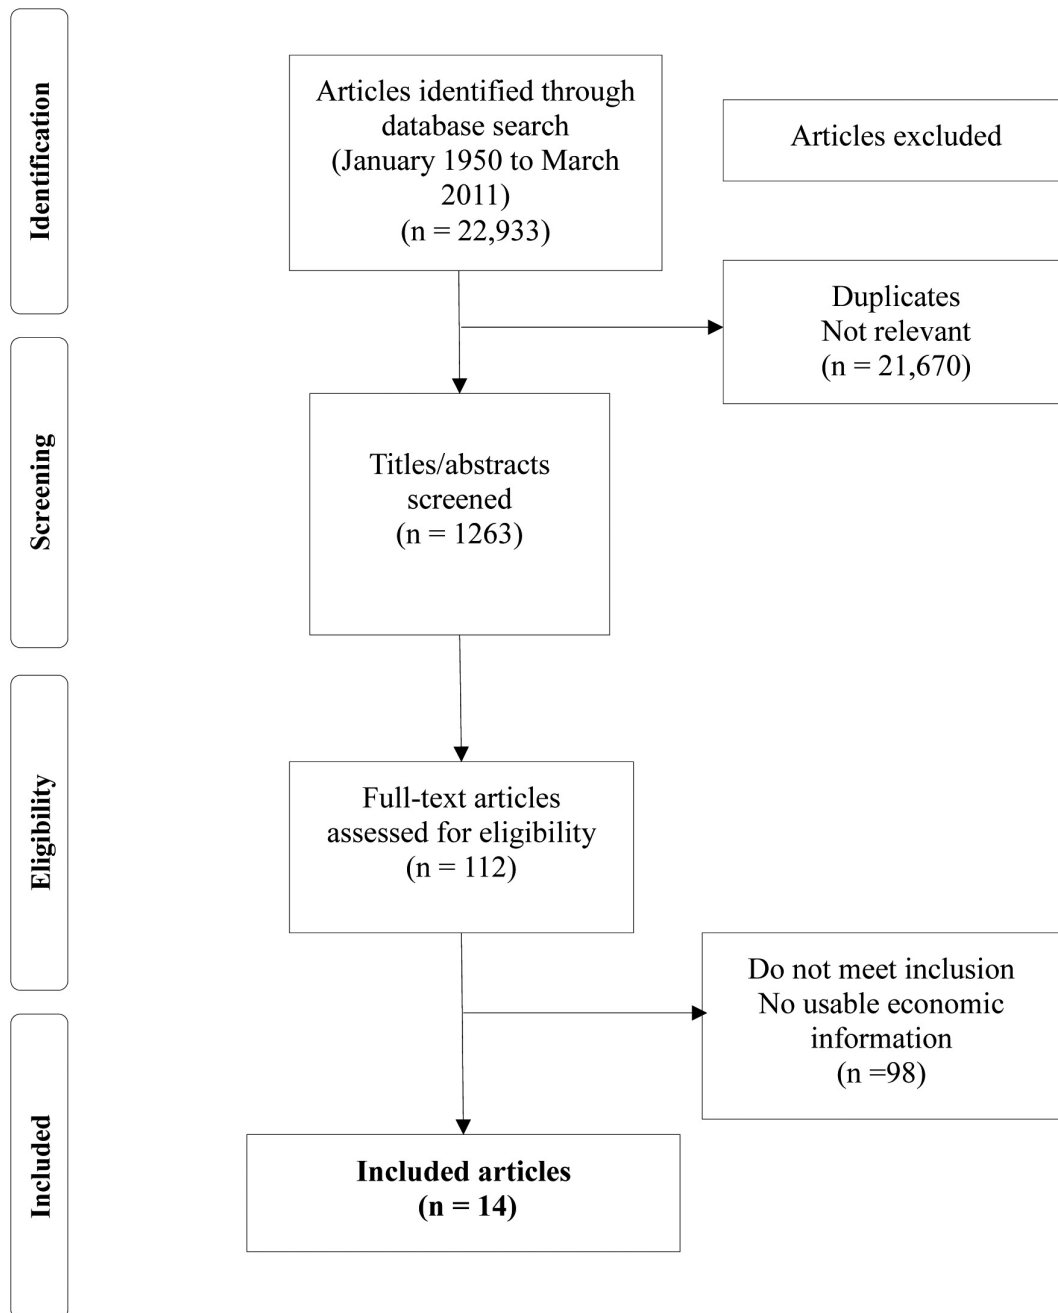 Identification
Articles identified through
database search
(January 1950 to March
2011)
(n = 22,933)
Articles excluded
Duplicates
Not relevant
(n = 21,670)
Screening
Titles/abstracts
screened
(n = 1263)
Eligibility
Full-text articles
assessed for eligibility
(n = 112)
Do not meet inclusion
No usable economic
information
(n =98)
Included
Included articles
(n = 14)